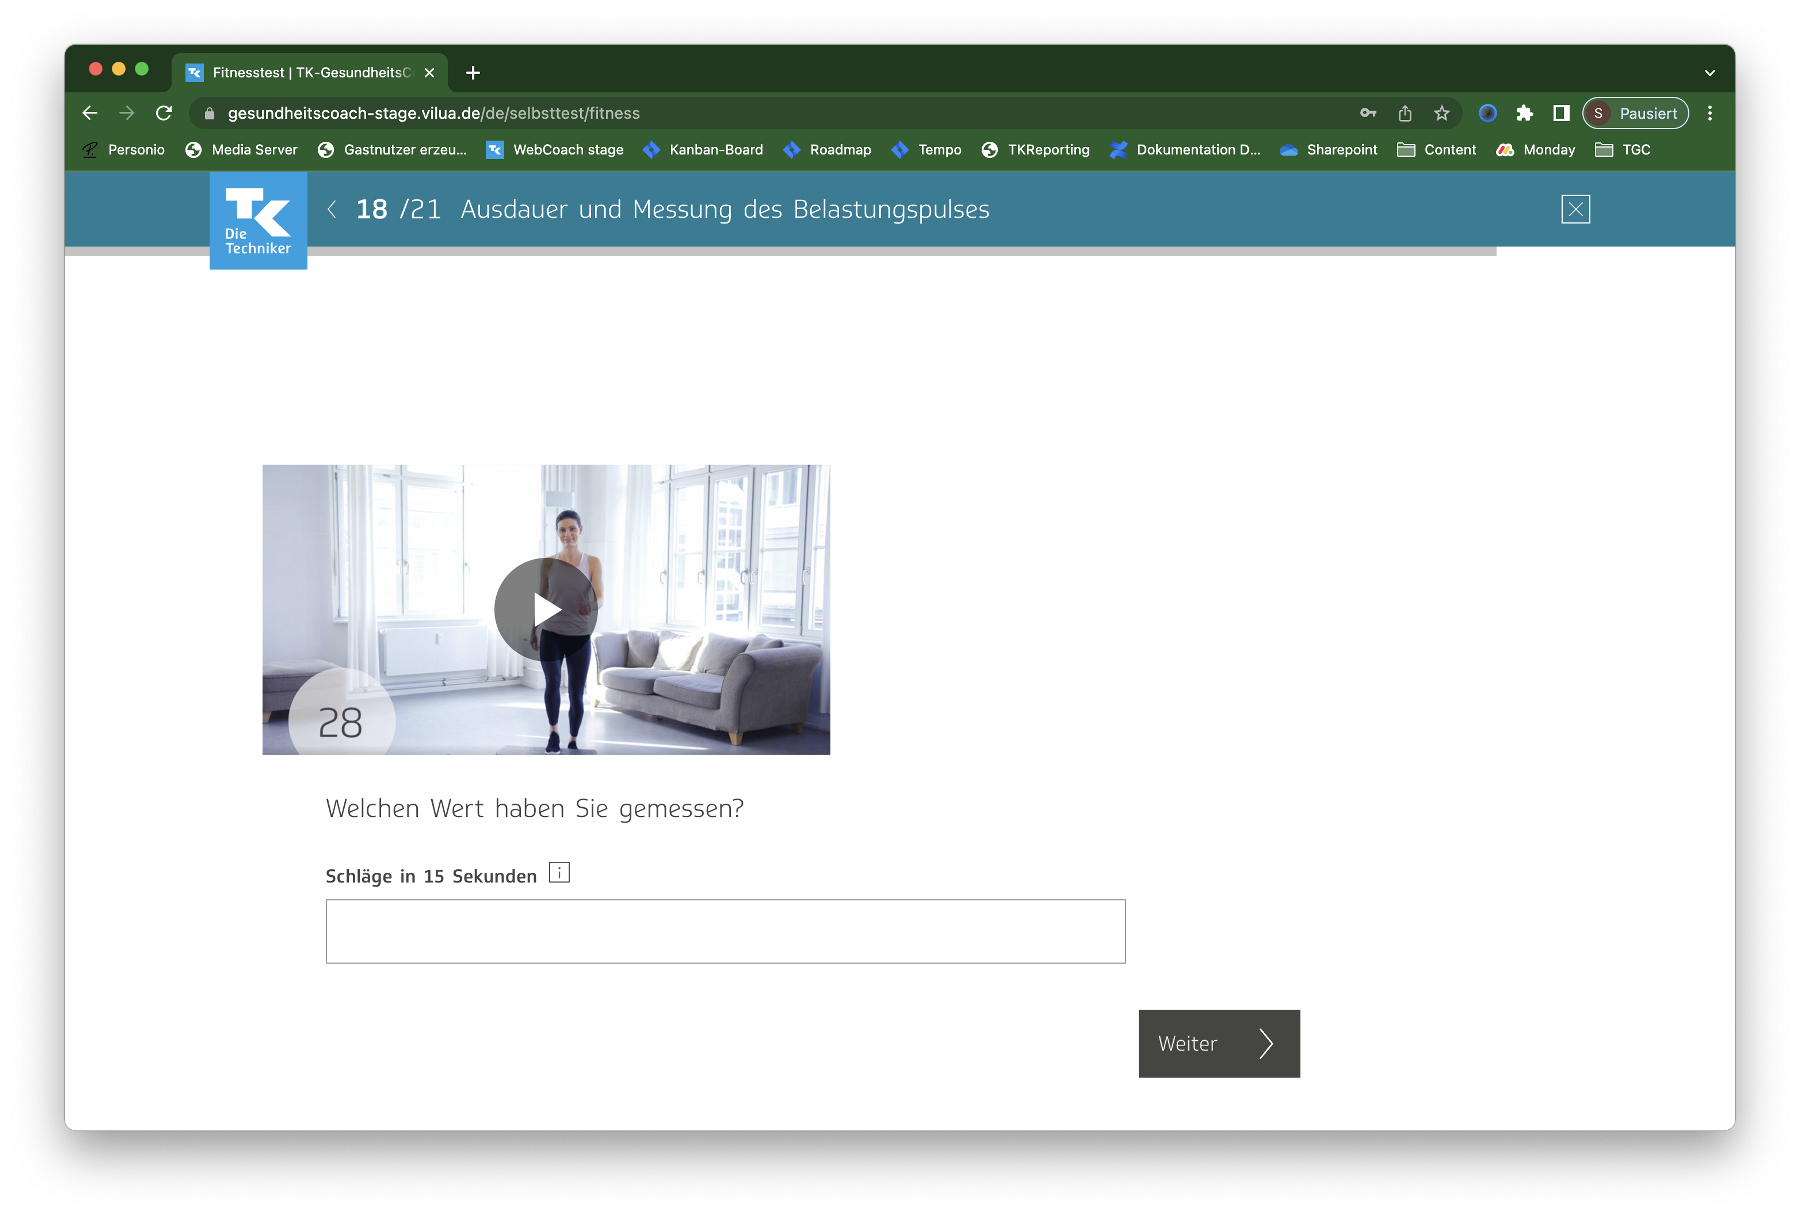 Fitnesstest | TK-GesundheitsC
gesundheitscoach-stage.vilua.de/de/selbsttest/fitness
S Pausiert
Personio Media Server Gastnutzer erzeu... WebCoach stage Kanban-Board Roadmap Tempo TKReporting Dokumentation D... Sharepoint Content Monday TGC
TK
Die
Techniker
18 /21 Ausdauer und Messung des Belastungspulses
28
Welchen Wert haben Sie gemessen?
Schläge in 15 Sekunden i
Weiter